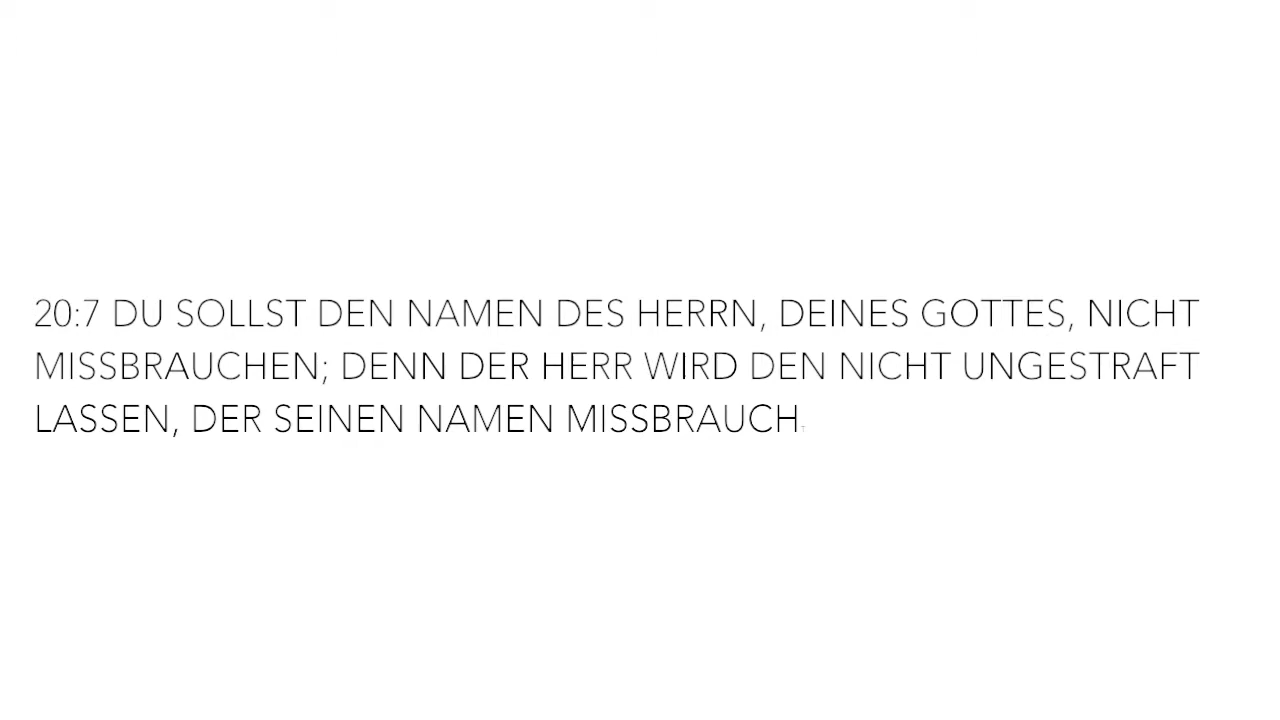 20:7 DU SOLLST DEN NAMEN DES HERRN, DEINES GOTTES, NICHT
MISSBRAUCHEN; DENN DER HERR WIRD DEN NICHT UNGESTRAFT
LASSEN, DER SEINEN NAMEN MISSBRAUCHT